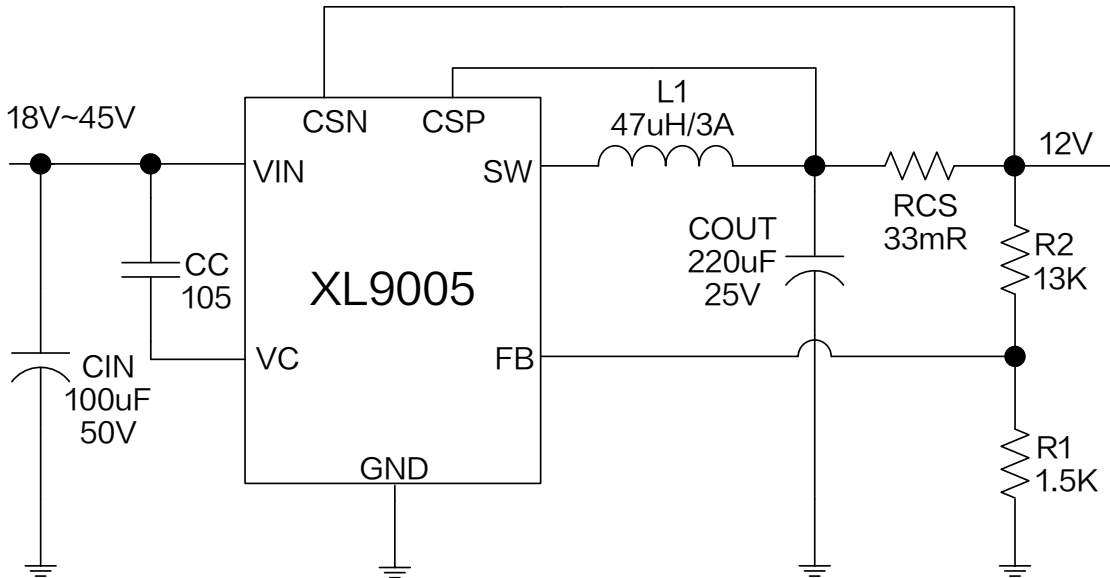 18V~45V
CSN
CSP
L1
47uH/3A
12V
VIN
SW
RCS
33mR
COUT
220uF
25V
R2
13K
CC
105
XL9005
VC
FB
CIN
100uF
50V
GND
R1
1.5K